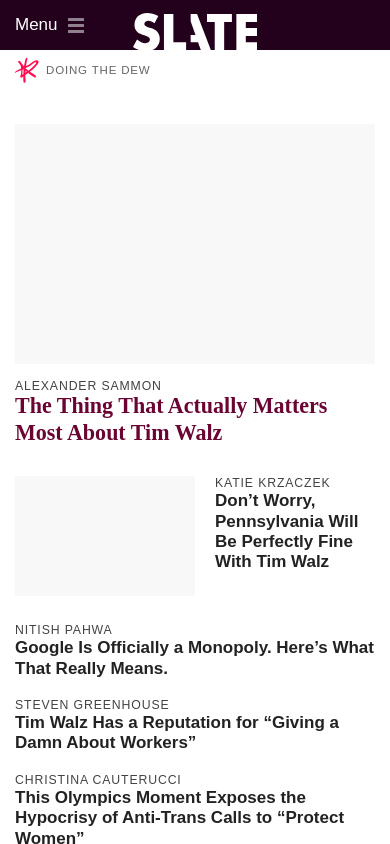 Menu
SLATE
DOING THE DEW
ALEXANDER SAMMON
The Thing That Actually Matters
Most About Tim Walz
KATIE KRZACZEK
Don’t Worry,
Pennsylvania Will
Be Perfectly Fine
With Tim Walz
NITISH PAHWA
Google Is Officially a Monopoly. Here’s What
That Really Means.
STEVEN GREENHOUSE
Tim Walz Has a Reputation for “Giving a
Damn About Workers”
CHRISTINA CAUTERUCCI
This Olympics Moment Exposes the
Hypocrisy of Anti-Trans Calls to “Protect
Women”